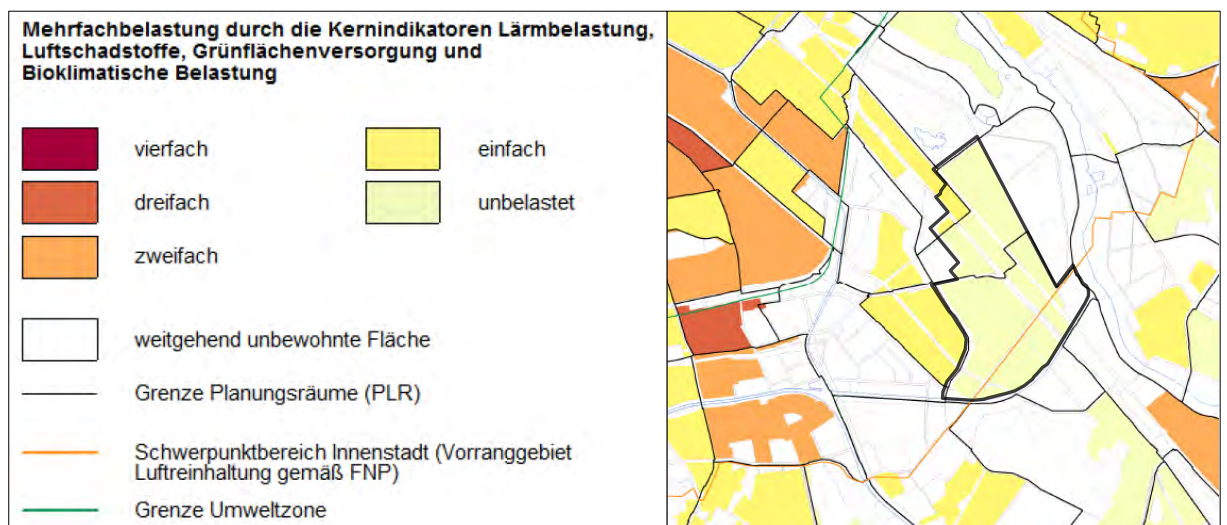 Mehrfachbelastung durch die Kernindikatoren Lärmbelastung,
Luftschadstoffe, Grünflächenversorgung und
Bioklimatische Belastung
vierfach
einfach
dreifach
unbelastet
zweifach
weitgehend unbewohnte Fläche
Grenze Planungsräume (PLR)
Schwerpunktbereich Innenstadt (Vorranggebiet
Luftreinhaltung gemäß FNP)
Grenze Umweltzone